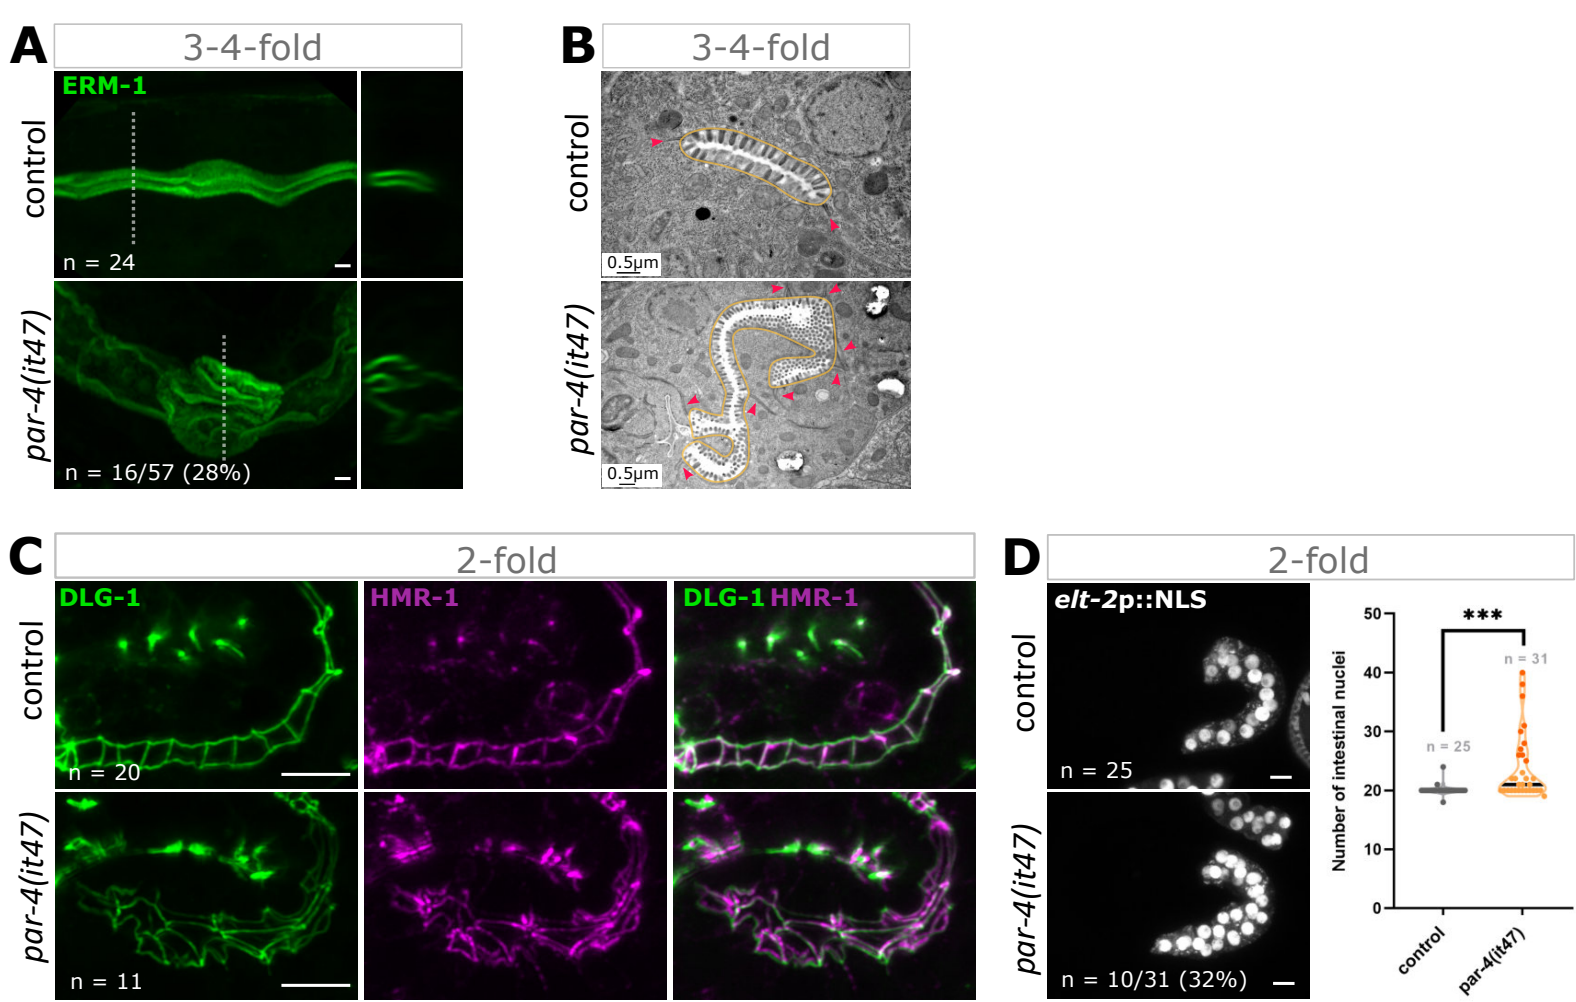 A
3-4-fold
ERM-1
control
n = 24
par-4(it47)
n = 16/57 (28%)
B
3-4-fold
control
0.5µm
par-4(it47)
0.5µm
C
2-fold
DLG-1
HMR-1
DLG-1 HMR-1
control
n = 20
par-4(it47)
n = 11
D
2-fold
elt-2p::NLS
control
n = 25
par-4(it47)
n = 10/31 (32%)
Number of intestinal nuclei
50
40
30
20
10
0
***
n = 31
n = 25
control
par-4(it47)